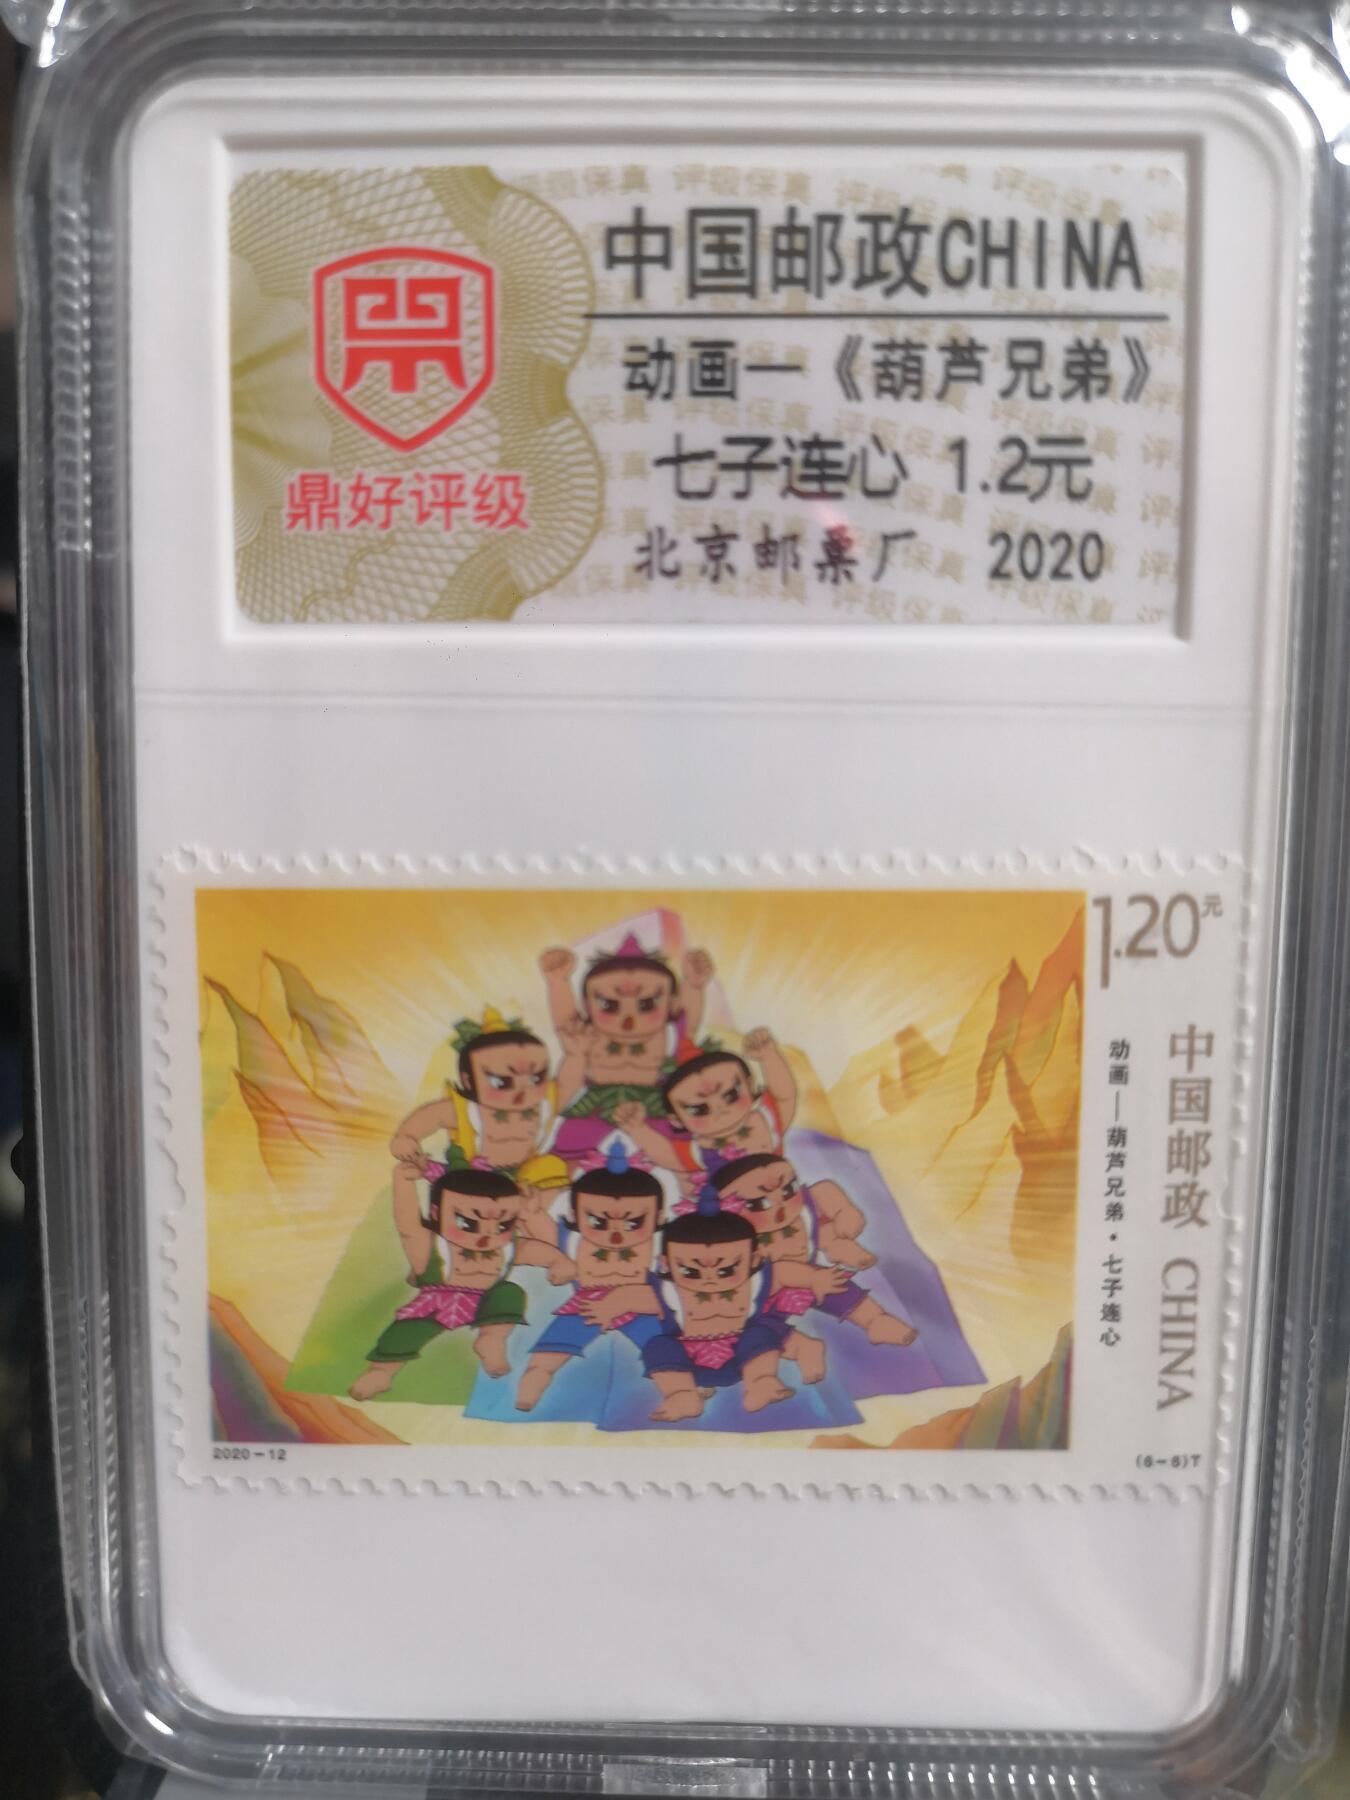 中国邮政CHINA
动画—《葫芦兄弟》
七子连心 1.2元
北京邮票厂 2020
鼎好评级
1.20元
中国邮政 CHINA
动画—葫芦兄弟·七子连心
2020-12
(6-6)T